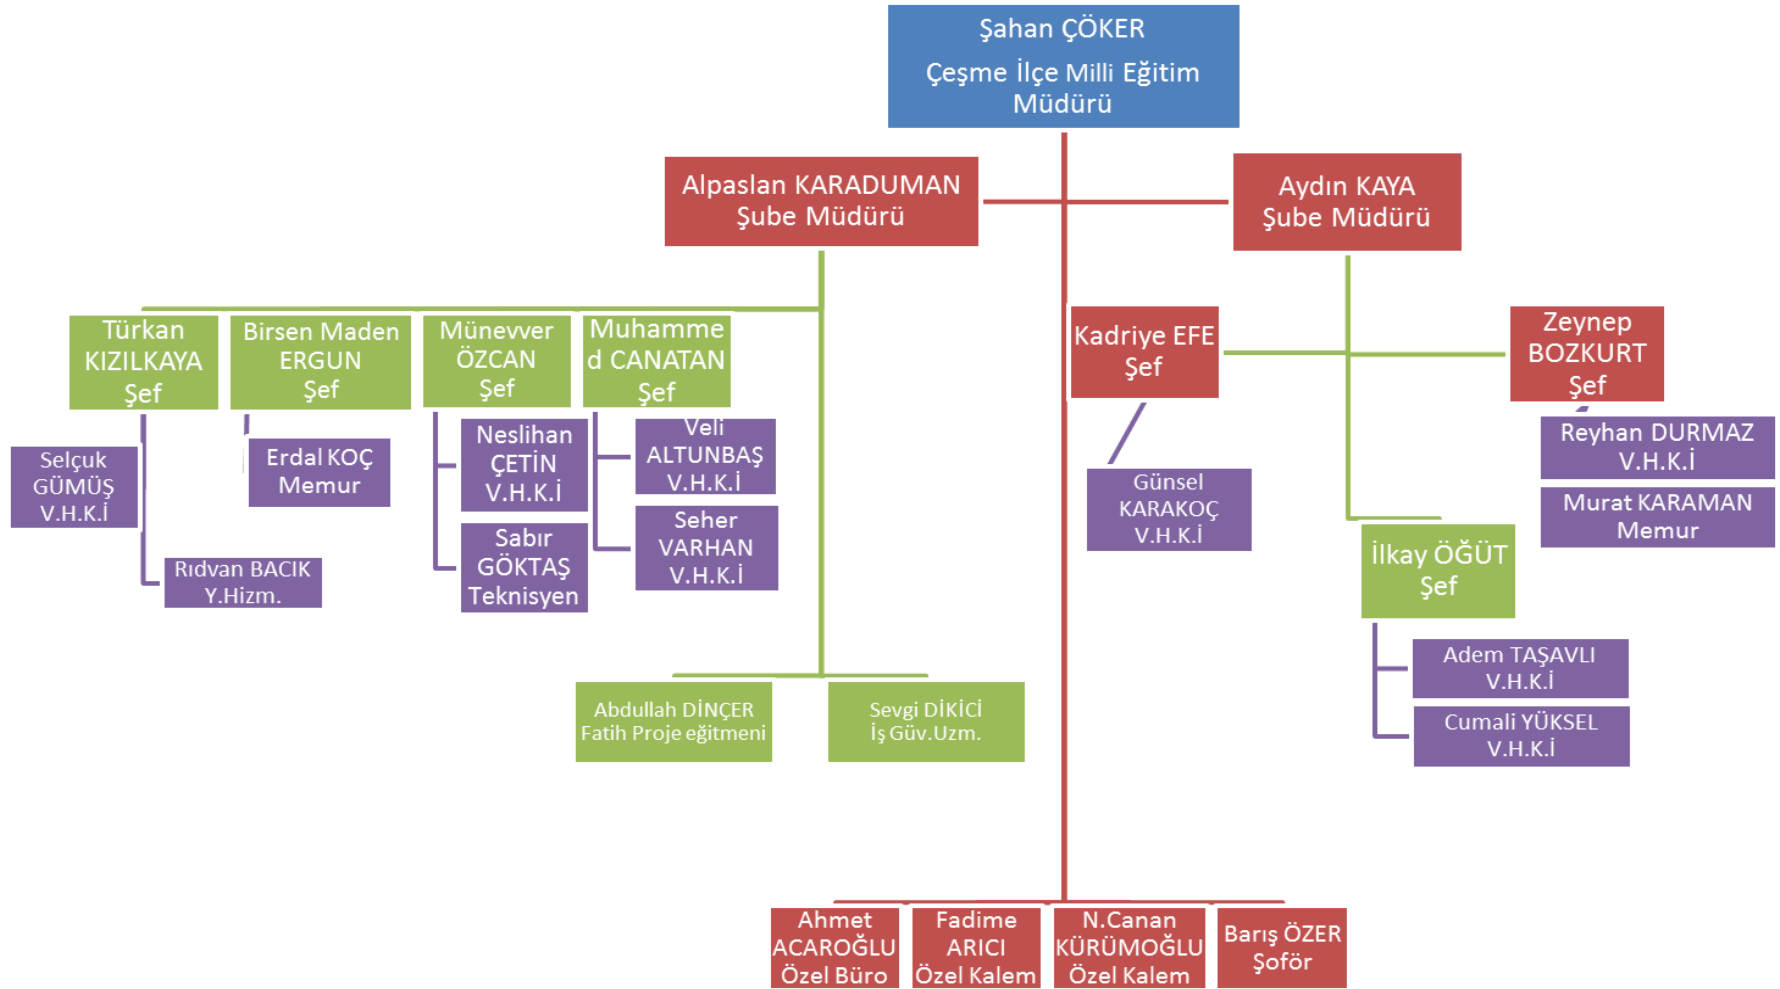 Şahan ÇÖKER
Çeşme İlçe Milli Eğitim
Müdürü
Alpaslan KARADUMAN
Şube Müdürü
Aydın KAYA
Şube Müdürü
Türkan
KIZILKAYA
Şef
Birsen Maden
ERGUN
Şef
Münevver
ÖZCAN
Şef
Muhamme
d CANATAN
Şef
Kadriye EFE
Şef
Zeynep
BOZKURT
Şef
Selçuk
GÜMÜŞ
V.H.K.İ
Rıdvan BACIK
Y.Hizm.
Erdal KOÇ
Memur
Neslihan
ÇETİN
V.H.K.İ
Sabır
GÖKTAŞ
Teknisyen
Veli
ALTUNBAŞ
V.H.K.İ
Seher
VARHAN
V.H.K.İ
Günsel
KARAKOÇ
V.H.K.İ
Reyhan DURMAZ
V.H.K.İ
Murat KARAMAN
Memur
İlkay ÖĞÜT
Şef
Adem TAŞAVLI
V.H.K.İ
Cumali YÜKSEL
V.H.K.İ
Abdullah DİNÇER
Fatih Proje eğitmeni
Sevgi DİKİCİ
İş Güv.Uzm.
Ahmet
ACAROĞLU
Özel Büro
Fadime
ARICI
Özel Kalem
N.Canan
KÜRÜMOĞLU
Özel Kalem
Barış ÖZER
Şoför